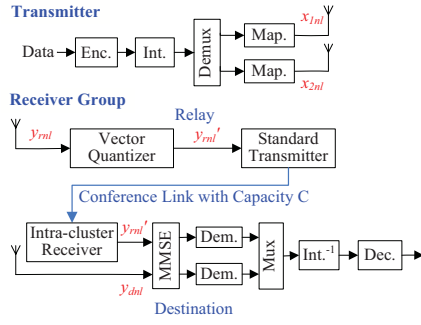 Transmitter
x1nl
Data
Enc.
Int.
Demux
Map.
Map.
x2nl
Receiver Group
Relay
yrnl
Vector
Quantizer
yrnl'
Standard
Transmitter
Conference Link with Capacity C
Intra-cluster
Receiver
yrnl'
MMSE
Dem.
Dem.
Mux
Int.-1
Dec.
ydnl
Destination